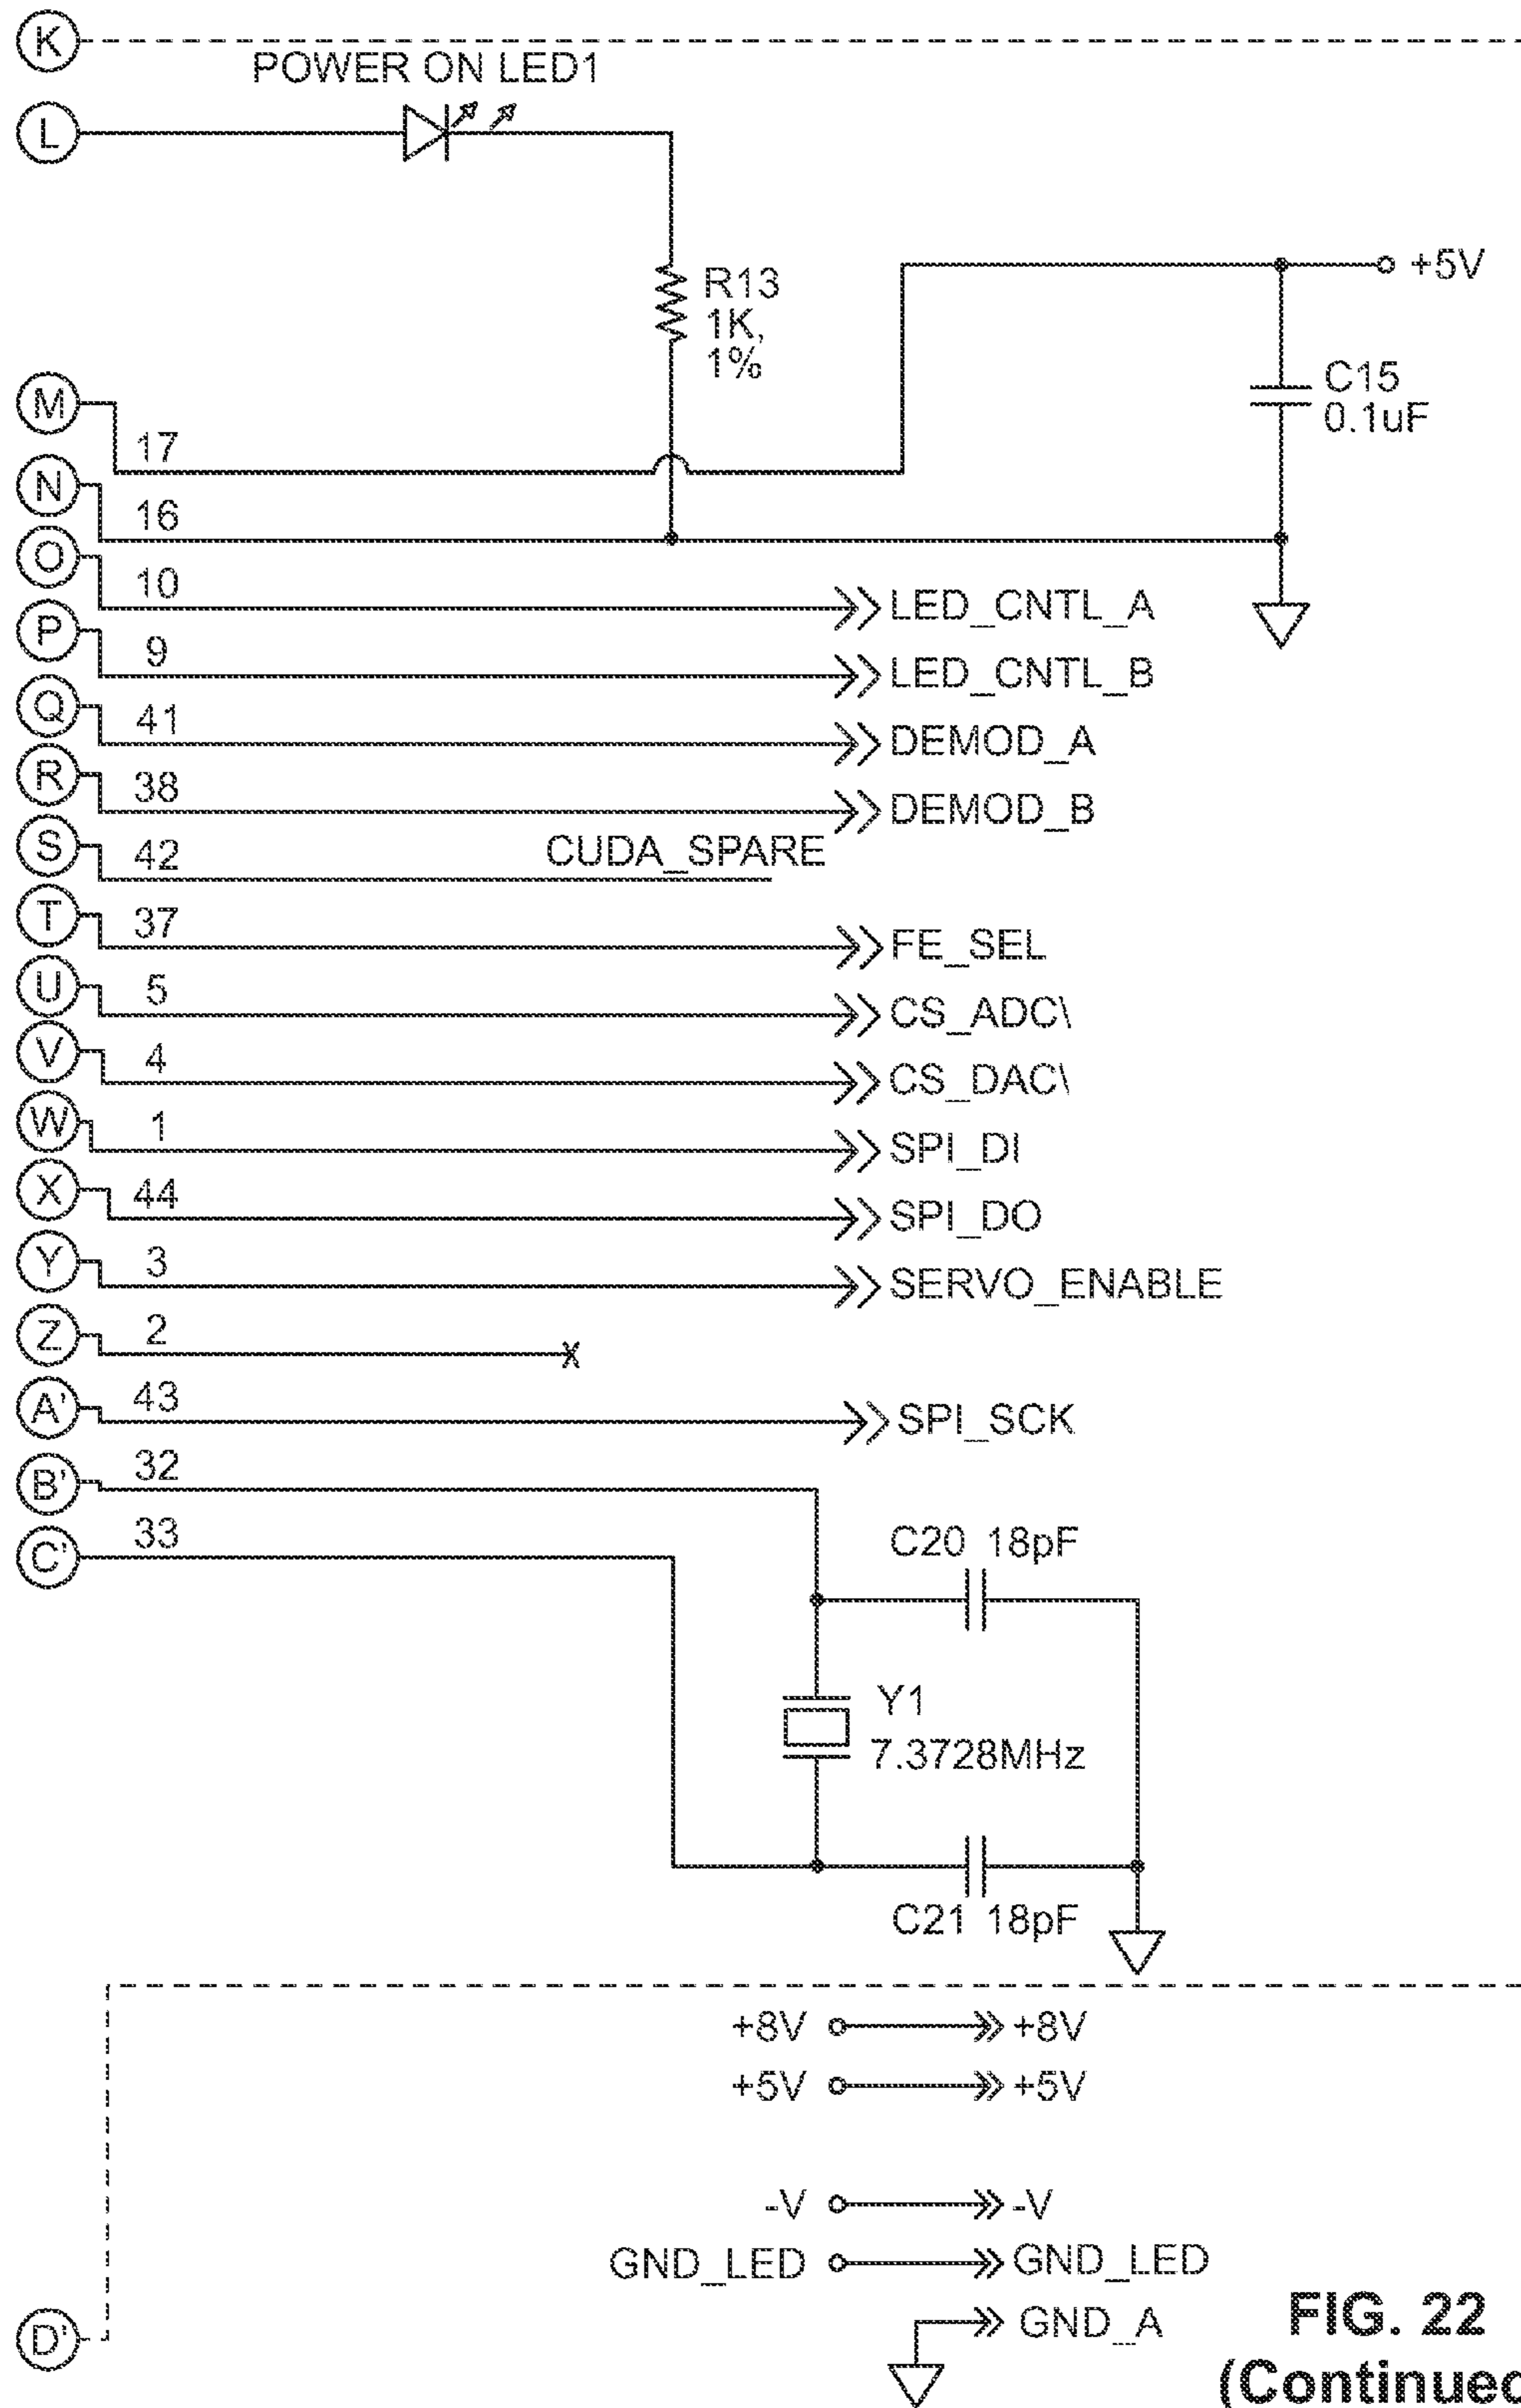 K
POWER ON LED1
L
+5V
R13
1K,
1%
C15
0.1uF
M
17
N
16
O
10
LED_CNTL_A
P
9
LED_CNTL_B
Q
41
DEMOD_A
R
38
DEMOD_B
S
42
CUDA_SPARE
T
37
FE_SEL
U
5
CS_ADC\
V
4
CS_DAC\
W
1
SPI_DI
X
44
SPI_DO
Y
3
SERVO_ENABLE
Z
2
X
A'
43
SPI_SCK
B'
32
C'
33
C20 18pF
Y1
7.3728MHz
C21 18pF
+8V +8V
+5V +5V
-V -V
GND_LED GND_LED
GND_A
D'
FIG. 22
(Continued